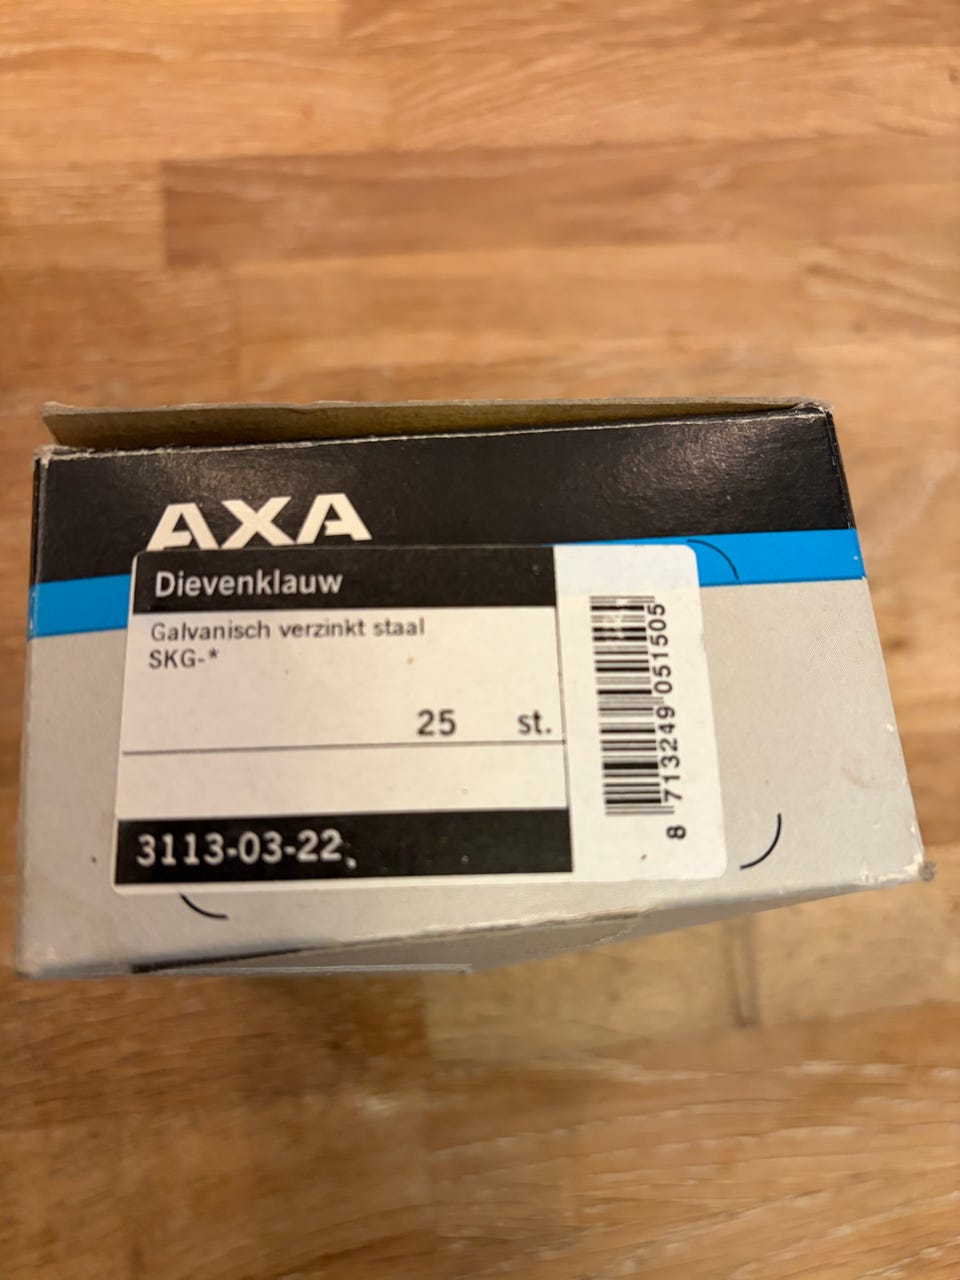 AXA
Dievenklauw
Galvanisch verzinkt staal
SKG-*
25 st.
3113-03-22
8 713249 051505